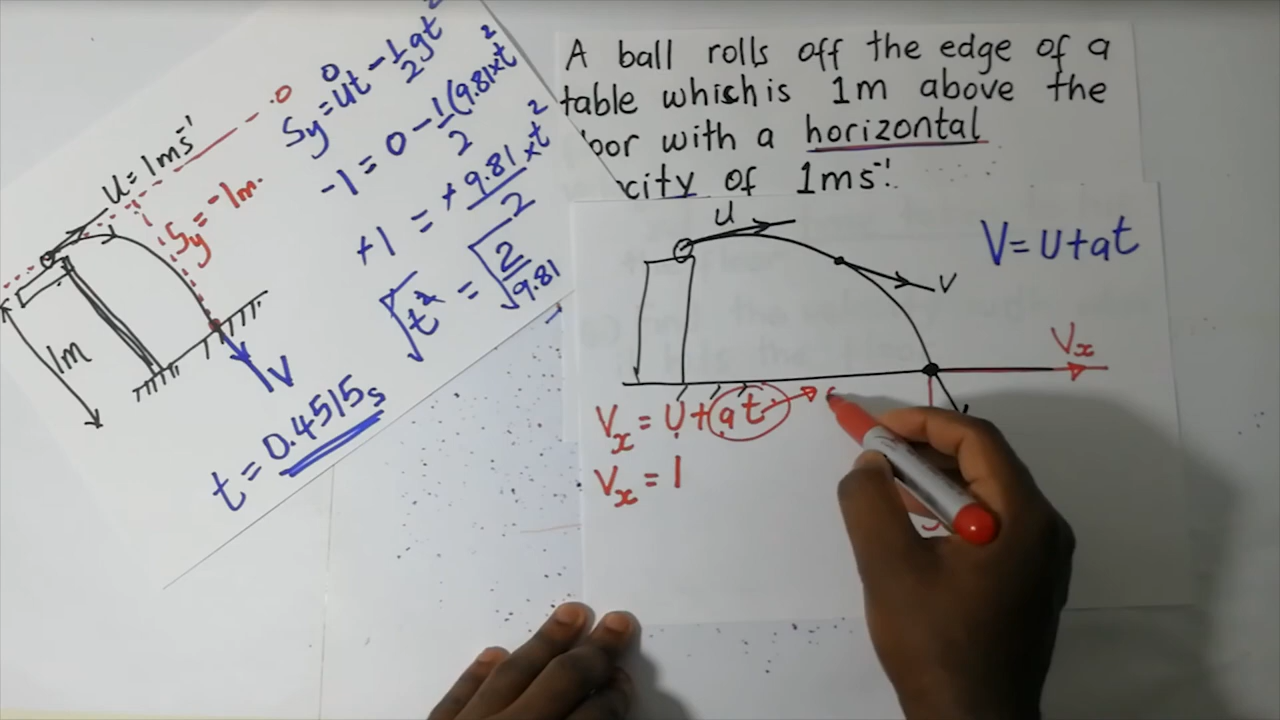 A ball rolls off the edge of a
table which is 1m above the
oor with a horizontal
city of 1ms⁻¹.
U = 1ms⁻¹
0
Sy = -1m.
1m
V
0
Sy = ut - 1/2 gt²
-1 = 0 - 1/2 (9.81 × t²
+1 = + 9.81 × t² / 2
√t² = √2/9.81
t = 0.4515s
U
V
V = U + at
Vx
Vx = U + at
Vx = 1